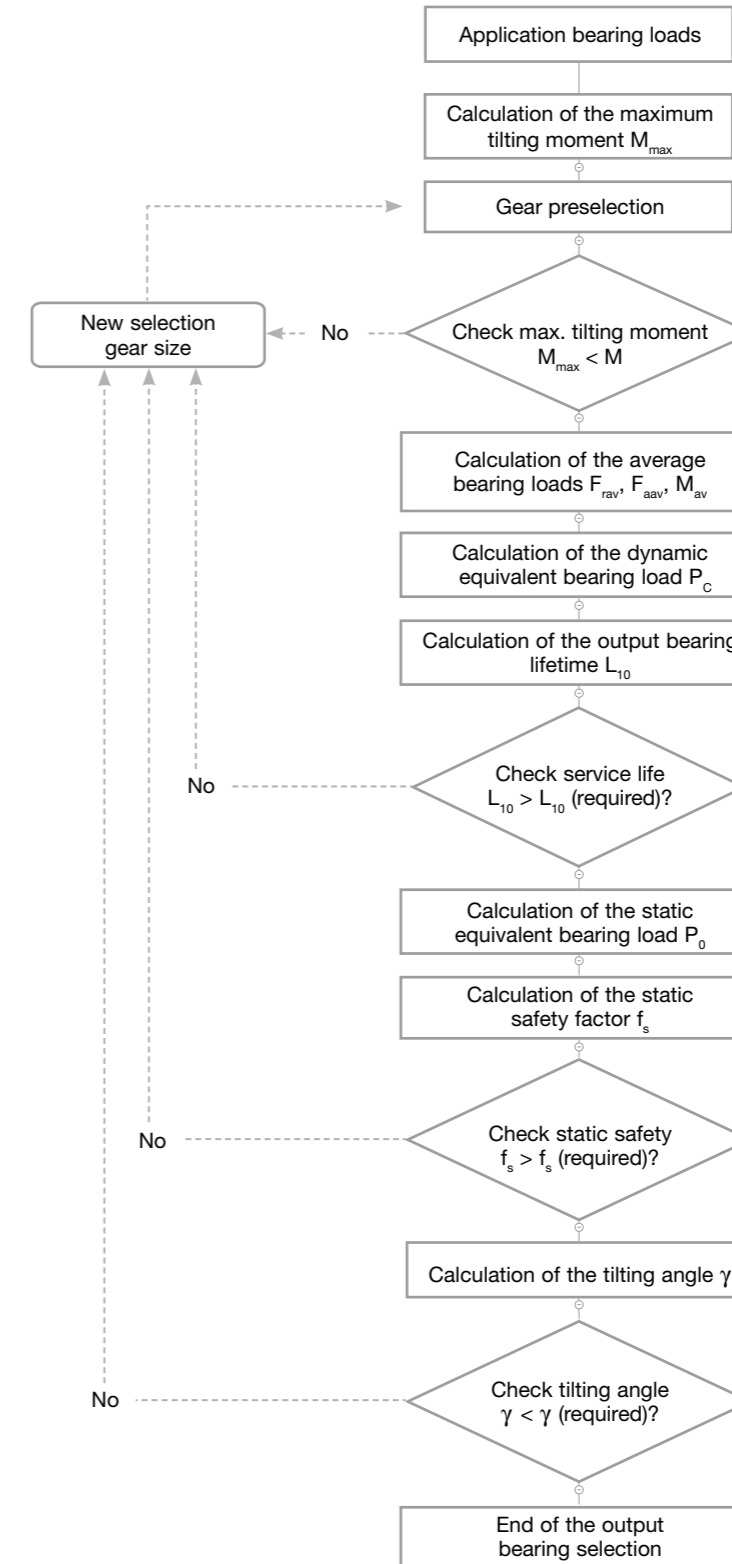 Application bearing loads
Calculation of the maximum
tilting moment Mmax
Gear preselection
New selection
gear size
No
Check max. tilting moment
Mmax < M
Calculation of the average
bearing loads Frav, Faav, Mav
Calculation of the dynamic
equivalent bearing load PC
Calculation of the output bearing
lifetime L10
Check service life
L10 > L10 (required)?
No
Calculation of the static
equivalent bearing load P0
Calculation of the static
safety factor fs
Check static safety
fs > fs (required)?
No
Calculation of the tilting angle γ
Check tilting angle
γ < γ (required)?
No
End of the output
bearing selection